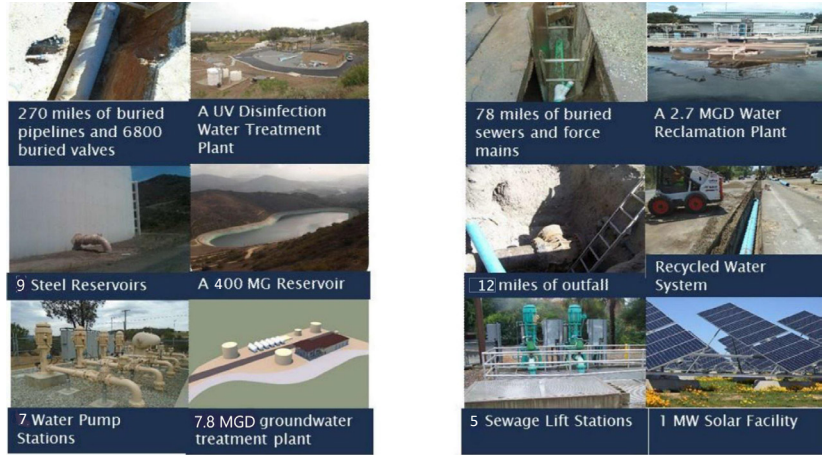 270 miles of buried
pipelines and 6800
buried valves
A UV Disinfection
Water Treatment
Plant
78 miles of buried
sewers and force
mains
A 2.7 MGD Water
Reclamation Plant
9 Steel Reservoirs
A 400 MG Reservoir
12 miles of outfall
Recycled Water
System
7 Water Pump
Stations
7.8 MGD groundwater
treatment plant
5 Sewage Lift Stations
1 MW Solar Facility